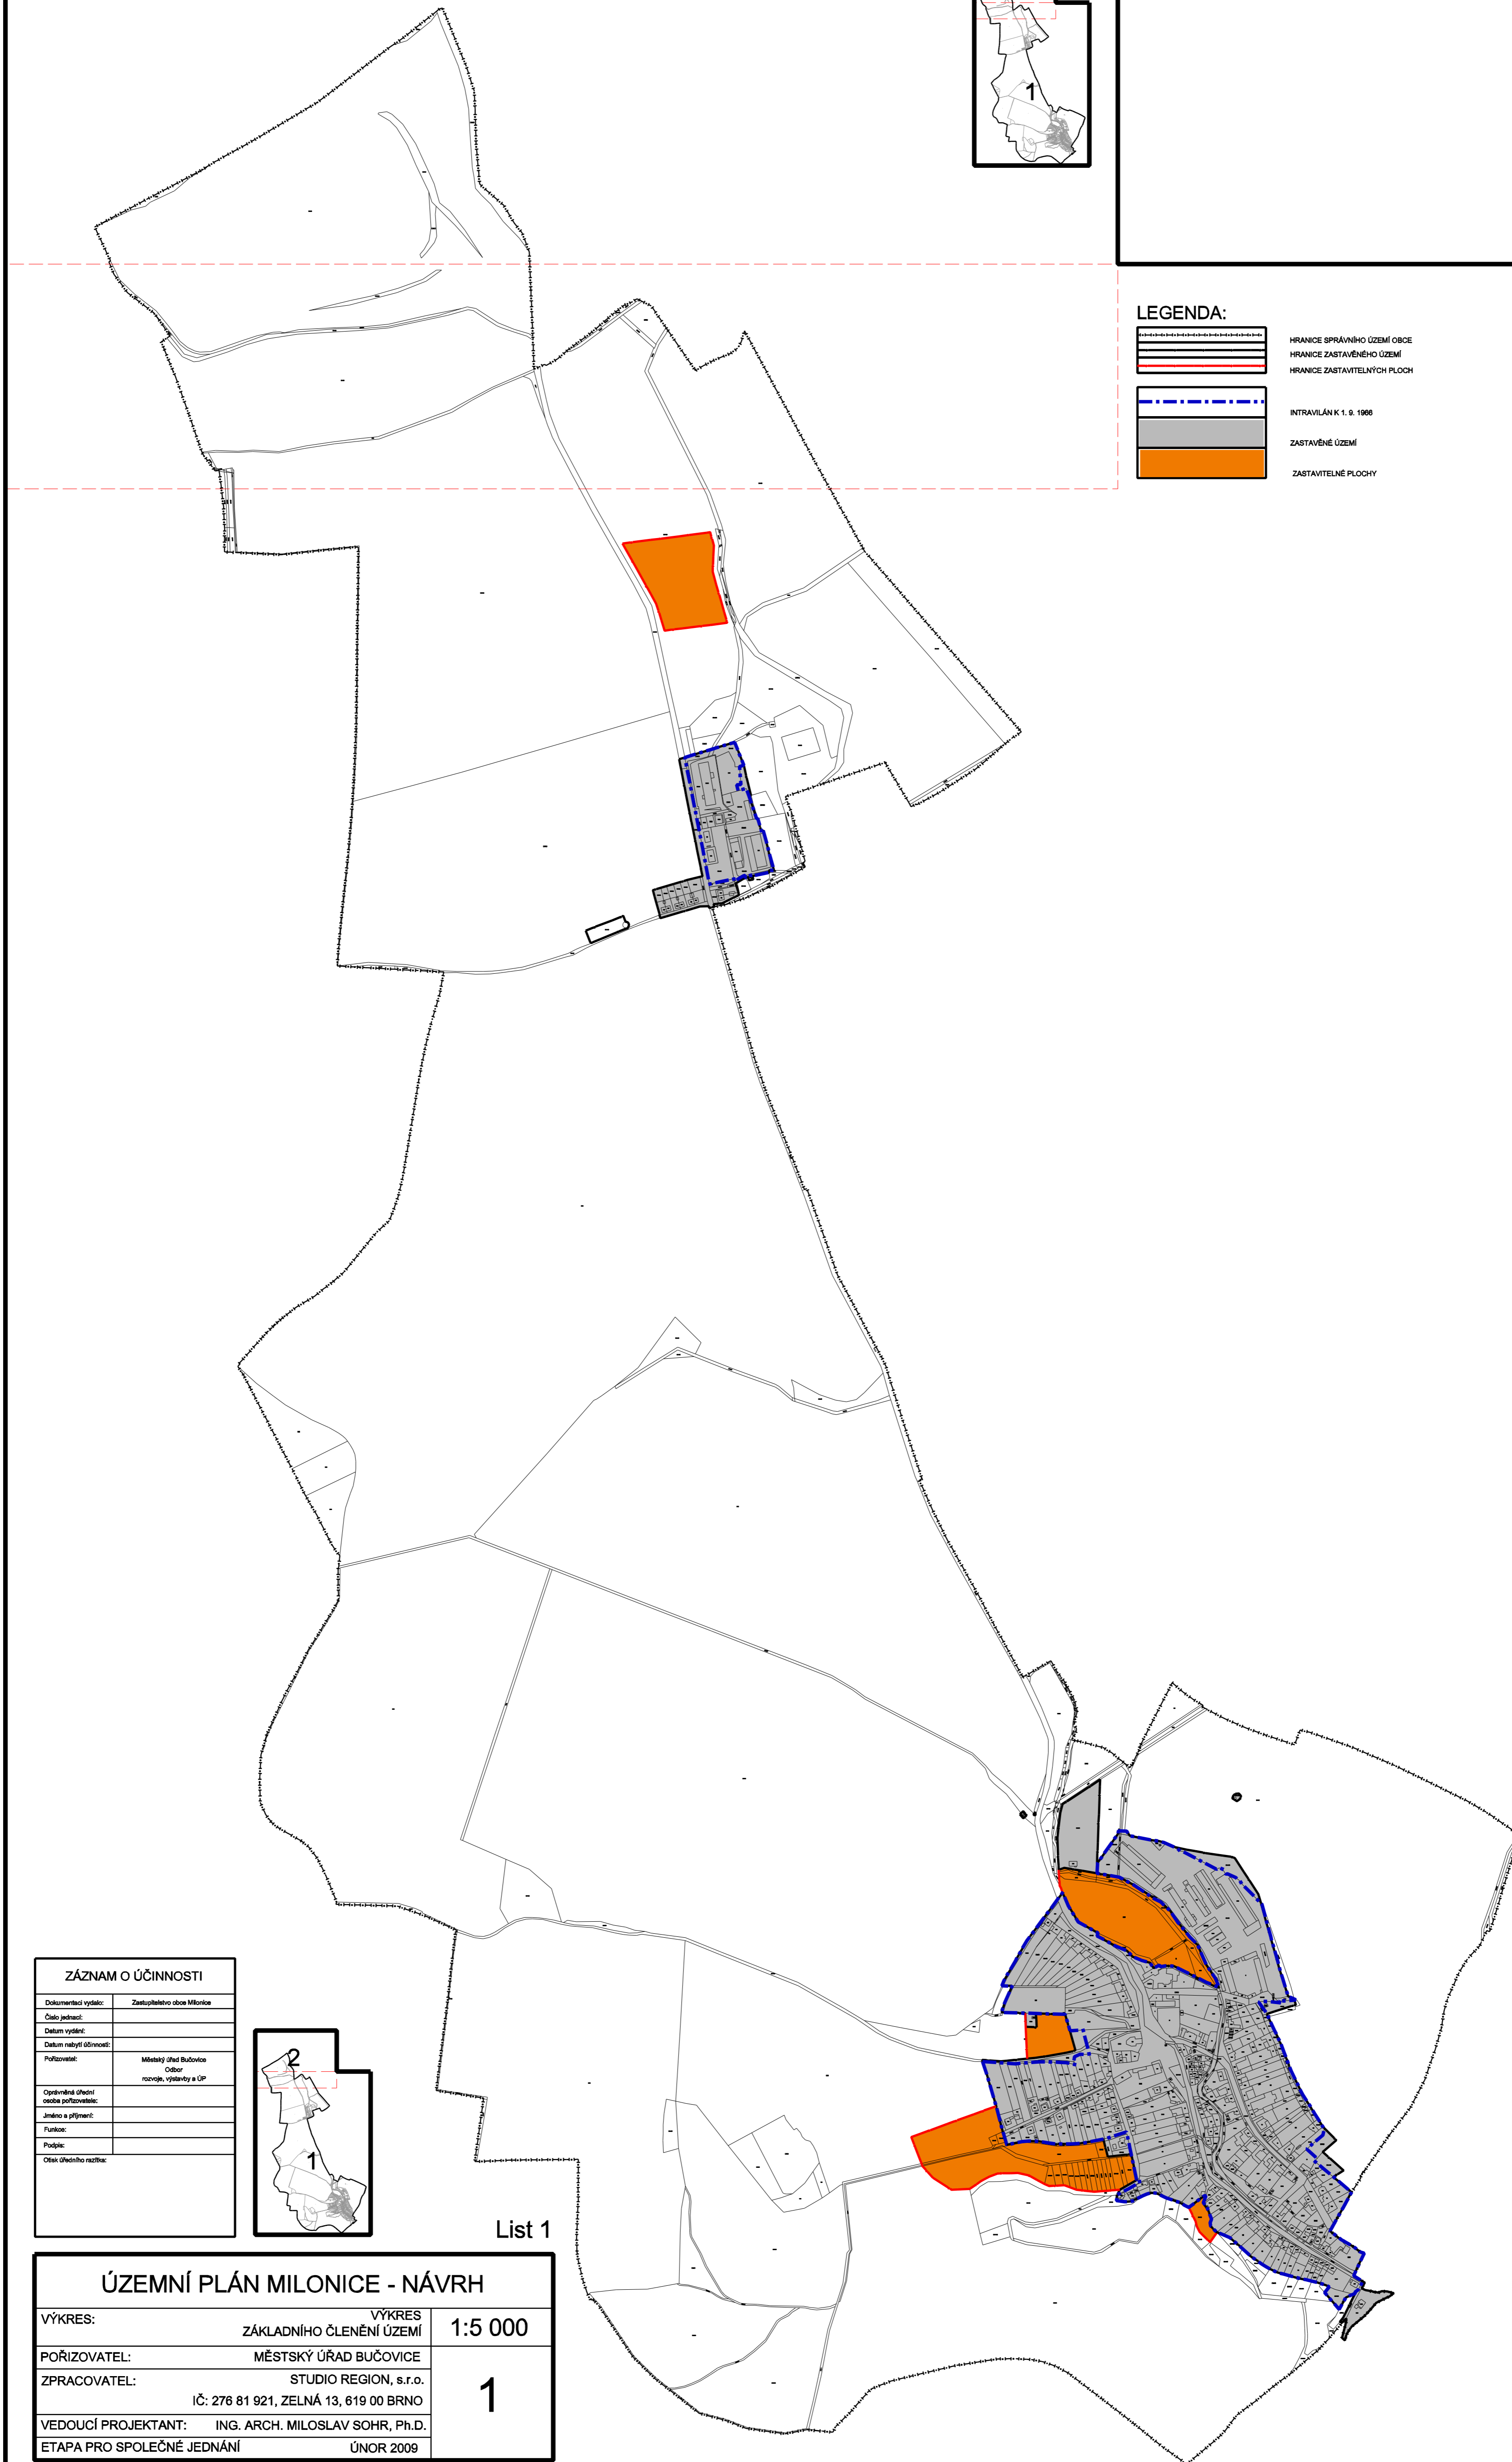 1
LEGENDA:
HRANICE SPRÁVNÍHO ÚZEMÍ OBCE
HRANICE ZASTAVĚNÉHO ÚZEMÍ
HRANICE ZASTAVITELNÝCH PLOCH
INTRAVILÁN K 1. 9. 1966
ZASTAVĚNÉ ÚZEMÍ
ZASTAVITELNÉ PLOCHY
ZÁZNAM O ÚČINNOSTI
Dokumentaci vydalo: Zastupitelstvo obce Milonice
Číslo jednací:
Datum vydání:
Datum nabytí účinnosti:
Pořizovatel: Městský úřad Bučovice
Odbor
rozvoje, výstavby a ÚP
Oprávněná úřední
osoba pořizovatele:
Jméno a příjmení:
Funkce:
Podpis:
Otisk úředního razítka:
2
1
List 1
ÚZEMNÍ PLÁN MILONICE - NÁVRH
VÝKRES: VÝKRES
ZÁKLADNÍHO ČLENĚNÍ ÚZEMÍ
1:5 000
POŘIZOVATEL: MĚSTSKÝ ÚŘAD BUČOVICE
ZPRACOVATEL: STUDIO REGION, s.r.o.
IČ: 276 81 921, ZELNÁ 13, 619 00 BRNO
1
VEDOUCÍ PROJEKTANT: ING. ARCH. MILOSLAV SOHR, Ph.D.
ETAPA PRO SPOLEČNÉ JEDNÁNÍ ÚNOR 2009